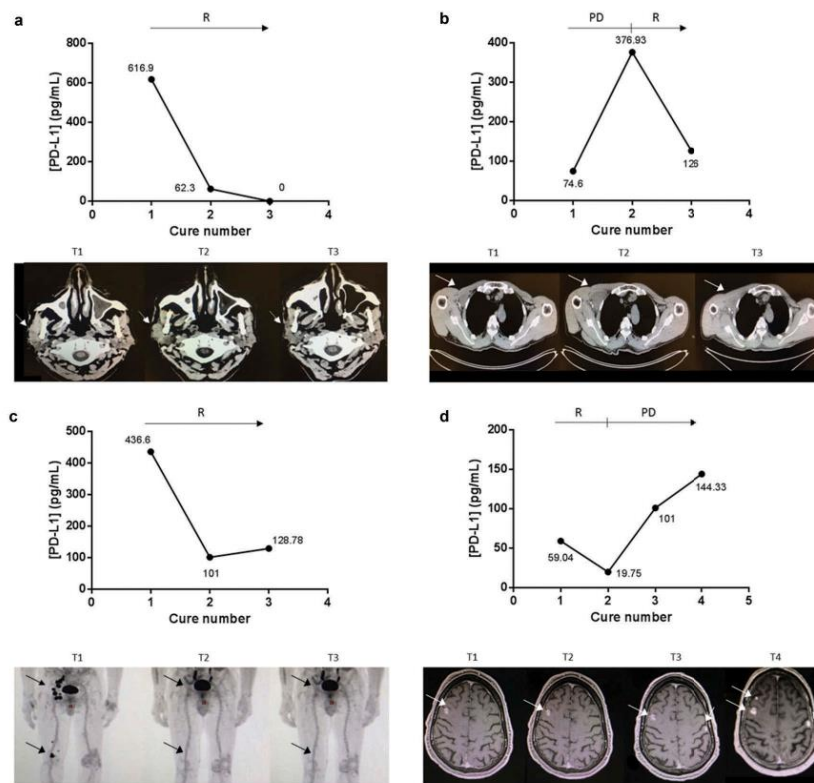 a
R
[PD-L1] (pg/mL)
800
600
400
200
0
616.9
62.3
0
0 1 2 3 4
Cure number
T1 T2 T3
b
PD R
[PD-L1] (pg/mL)
400
300
200
100
0
376.93
74.6
126
0 1 2 3 4
Cure number
T1 T2 T3
c
R
[PD-L1] (pg/mL)
500
400
300
200
100
0
436.6
101
128.78
0 1 2 3 4
Cure number
T1 T2 T3
d
R PD
[PD-L1] (pg/mL)
200
150
100
50
0
59.04
19.75
101
144.33
0 1 2 3 4 5
Cure number
T1 T2 T3 T4